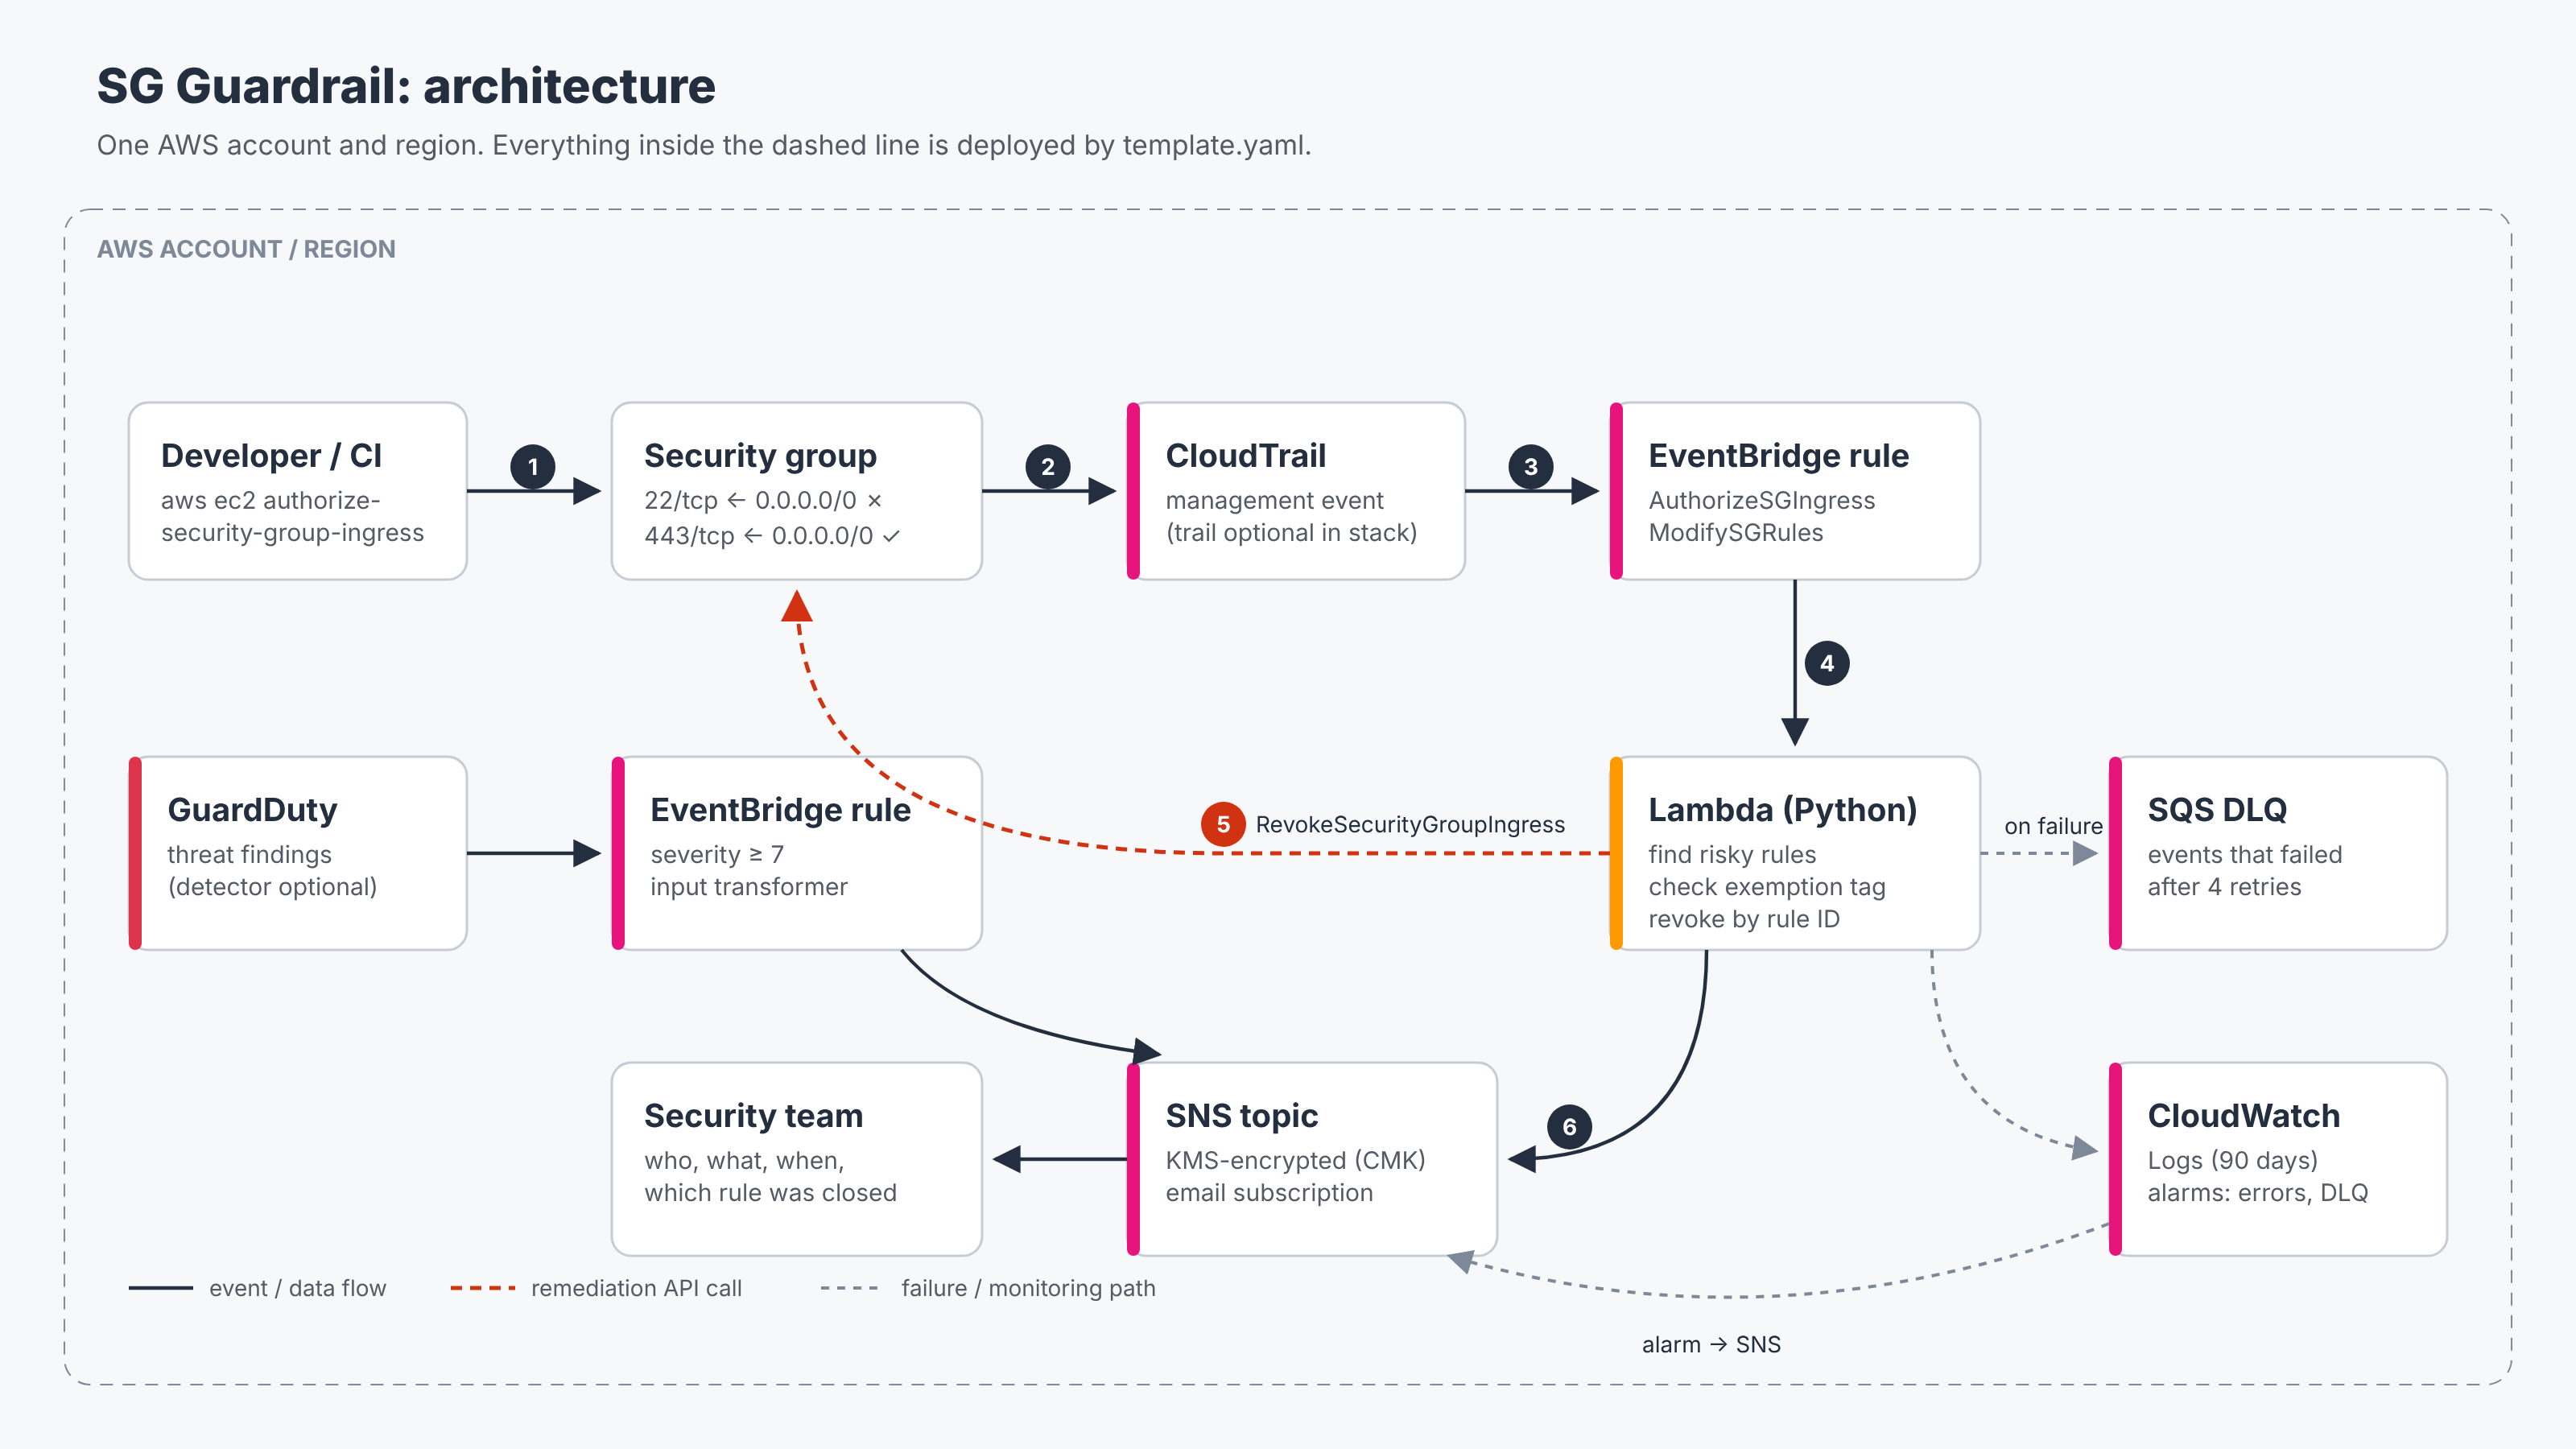 SG Guardrail: architecture
One AWS account and region. Everything inside the dashed line is deployed by template.yaml.
AWS ACCOUNT / REGION
Developer / CI
aws ec2 authorize-
security-group-ingress
1
Security group
22/tcp ← 0.0.0.0/0 ×
443/tcp ← 0.0.0.0/0 ✓
2
CloudTrail
management event
(trail optional in stack)
3
EventBridge rule
AuthorizeSGIngress
ModifySGRules
4
GuardDuty
threat findings
(detector optional)
EventBridge rule
severity ≥ 7
input transformer
5 RevokeSecurityGroupIngress
Lambda (Python)
find risky rules
check exemption tag
revoke by rule ID
on failure
SQS DLQ
events that failed
after 4 retries
Security team
who, what, when,
which rule was closed
SNS topic
KMS-encrypted (CMK)
email subscription
6
CloudWatch
Logs (90 days)
alarms: errors, DLQ
event / data flow
remediation API call
failure / monitoring path
alarm → SNS